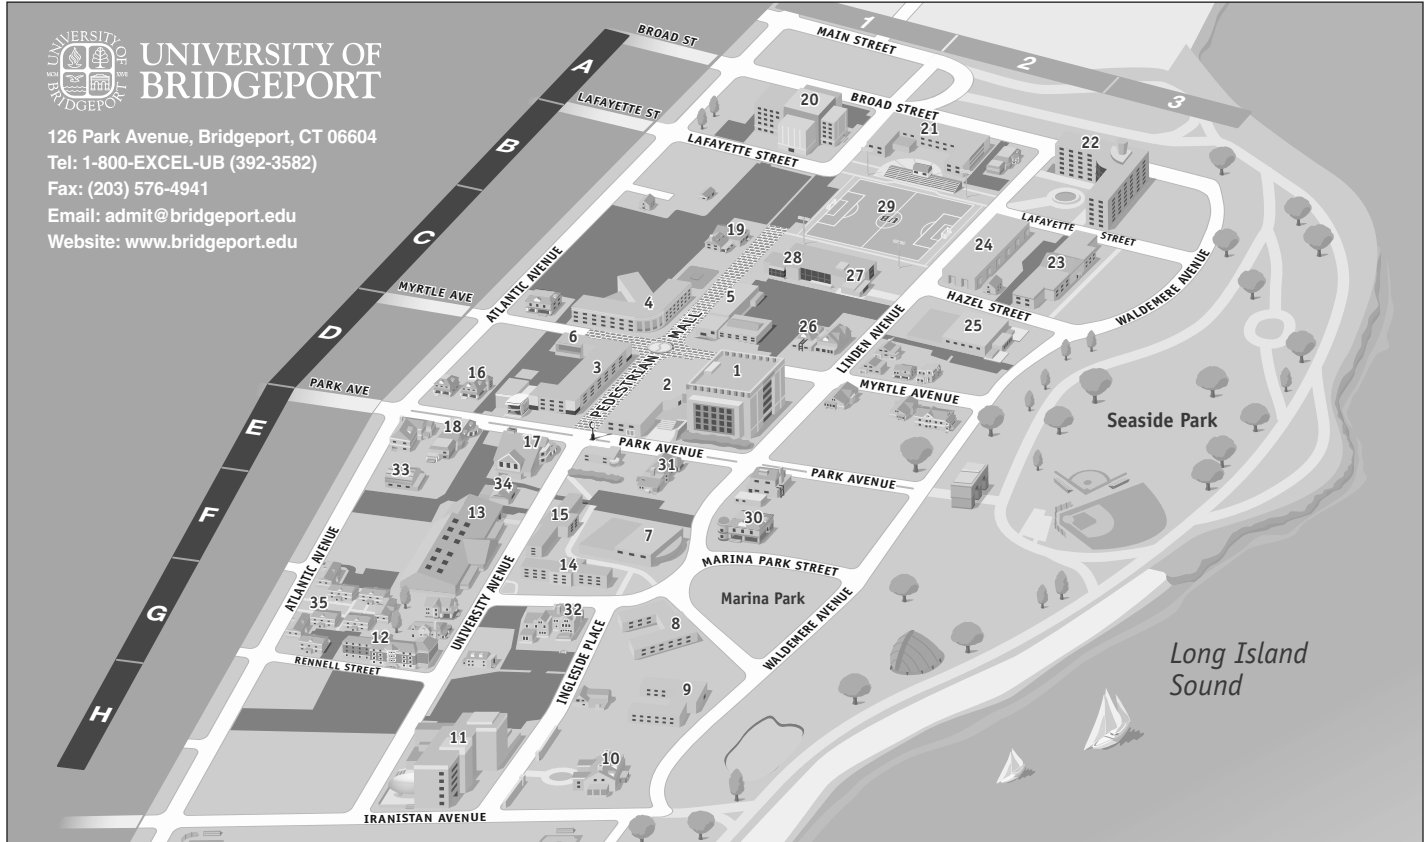 UNIVERSITY OF
BRIDGEPORT
UNIVERSITY OF
BRIDGEPORT
126 Park Avenue, Bridgeport, CT 06604
Tel: 1-800-EXCEL-UB (392-3582)
Fax: (203) 576-4941
Email: admit@bridgeport.edu
Website: www.bridgeport.edu
1
2
3
A
B
C
D
E
F
G
H
BROAD ST
LAFAYETTE ST
MYRTLE AVE
PARK AVE
MAIN STREET
BROAD STREET
20
21
22
LAFAYETTE STREET
29
UB
LAFAYETTE STREET
19
24
23
28
27
ATLANTIC AVENUE
4
5
HAZEL STREET
WALDEMERE AVENUE
25
26
6
PEDESTRIAN MALL
LINDEN AVENUE
16
3
2
1
MYRTLE AVENUE
Seaside Park
18
17
PARK AVENUE
PARK AVENUE
33
34
31
13
15
30
7
14
MARINA PARK STREET
ATLANTIC AVENUE
UNIVERSITY AVENUE
Marina Park
WALDEMERE AVENUE
35
32
8
12
RENNELL STREET
INGLESIDE PLACE
Long Island
Sound
9
11
10
IRANISTAN AVENUE